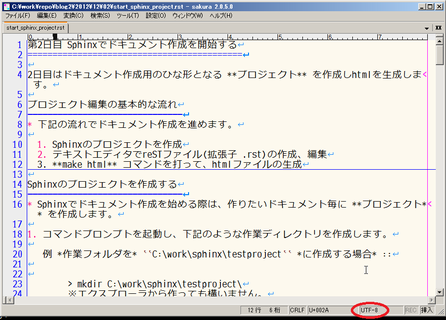 C:¥work¥repo¥blog2¥2012¥12¥02¥start_sphinx_project.rst - sakura 2.0.5.0
ファイル(F) 編集(E) 変換(C) 検索(S) ツール(T) 設定(O) ウィンドウ(W) ヘルプ(H)
start_sphinx_project.rst
1 第2日目 Sphinxでドキュメント作成を開始する
2 ========================================
3
4 2日目はドキュメント作成用のひな形となる **プロジェクト** を作成しhtmlを生成しま
5 す。
6
7 プロジェクト編集の基本的な流れ
8
9 * 下記の流れでドキュメント作成を進めます。
10 1. Sphinxのプロジェクトを作成
11 2. テキストエディタでreSTファイル(拡張子 .rst)の作成、編集
12 3. **make html** コマンドを打って、htmlファイルの生成
13
14 Sphinxのプロジェクトを作成する
15
16 * Sphinxでドキュメント作成を始める際は、作りたいドキュメント毎に **プロジェクト*
17 * を作成します。
18 1. コマンドプロンプトを起動し、下記のような作業ディレクトリを作成します。
19
20 例 *作業フォルダを* ``C:¥work¥sphinx¥testproject`` *に作成する場合* ::
21
22
23 > mkdir C:¥work¥sphinx¥testproject¥
24 ※エクスプローラから作っても構いません。
12 行 6 桁 CRLF U+002A UTF-8 REC 挿入